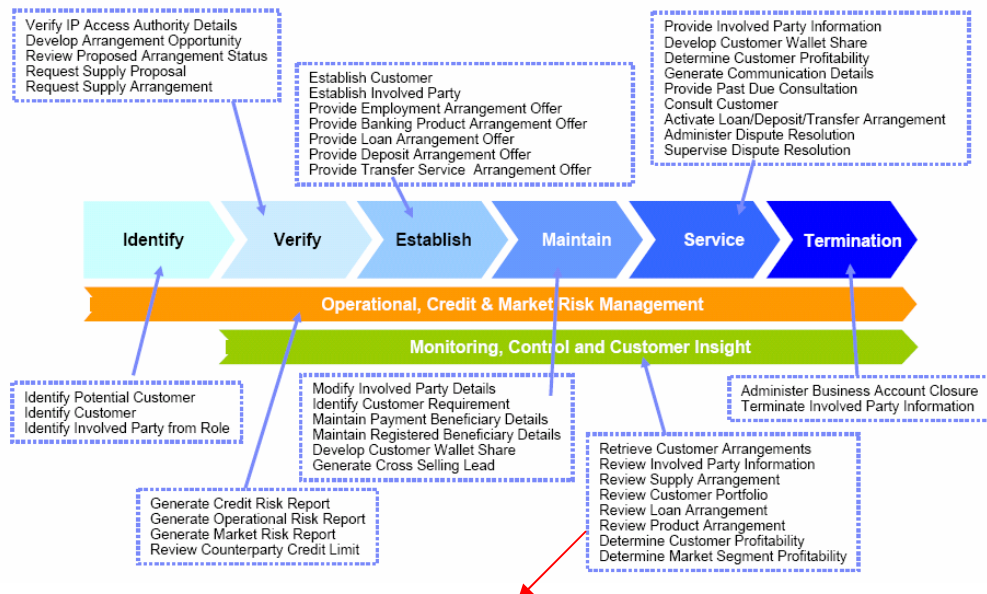 Verify IP Access Authority Details
Develop Arrangement Opportunity
Review Proposed Arrangement Status
Request Supply Proposal
Request Supply Arrangement
Establish Customer
Establish Involved Party
Provide Employment Arrangement Offer
Provide Banking Product Arrangement Offer
Provide Loan Arrangement Offer
Provide Deposit Arrangement Offer
Provide Transfer Service Arrangement Offer
Provide Involved Party Information
Develop Customer Wallet Share
Determine Customer Profitability
Generate Communication Details
Provide Past Due Consultation
Consult Customer
Activate Loan/Deposit/Transfer Arrangement
Administer Dispute Resolution
Supervise Dispute Resolution
Identify
Verify
Establish
Maintain
Service
Termination
Operational, Credit & Market Risk Management
Monitoring, Control and Customer Insight
Identify Potential Customer
Identify Customer
Identify Involved Party from Role
Modify Involved Party Details
Identify Customer Requirement
Maintain Payment Beneficiary Details
Maintain Registered Beneficiary Details
Develop Customer Wallet Share
Generate Cross Selling Lead
Administer Business Account Closure
Terminate Involved Party Information
Generate Credit Risk Report
Generate Operational Risk Report
Generate Market Risk Report
Review Counterparty Credit Limit
Retrieve Customer Arrangements
Review Involved Party Information
Review Supply Arrangement
Review Customer Portfolio
Review Loan Arrangement
Review Product Arrangement
Determine Customer Profitability
Determine Market Segment Profitability